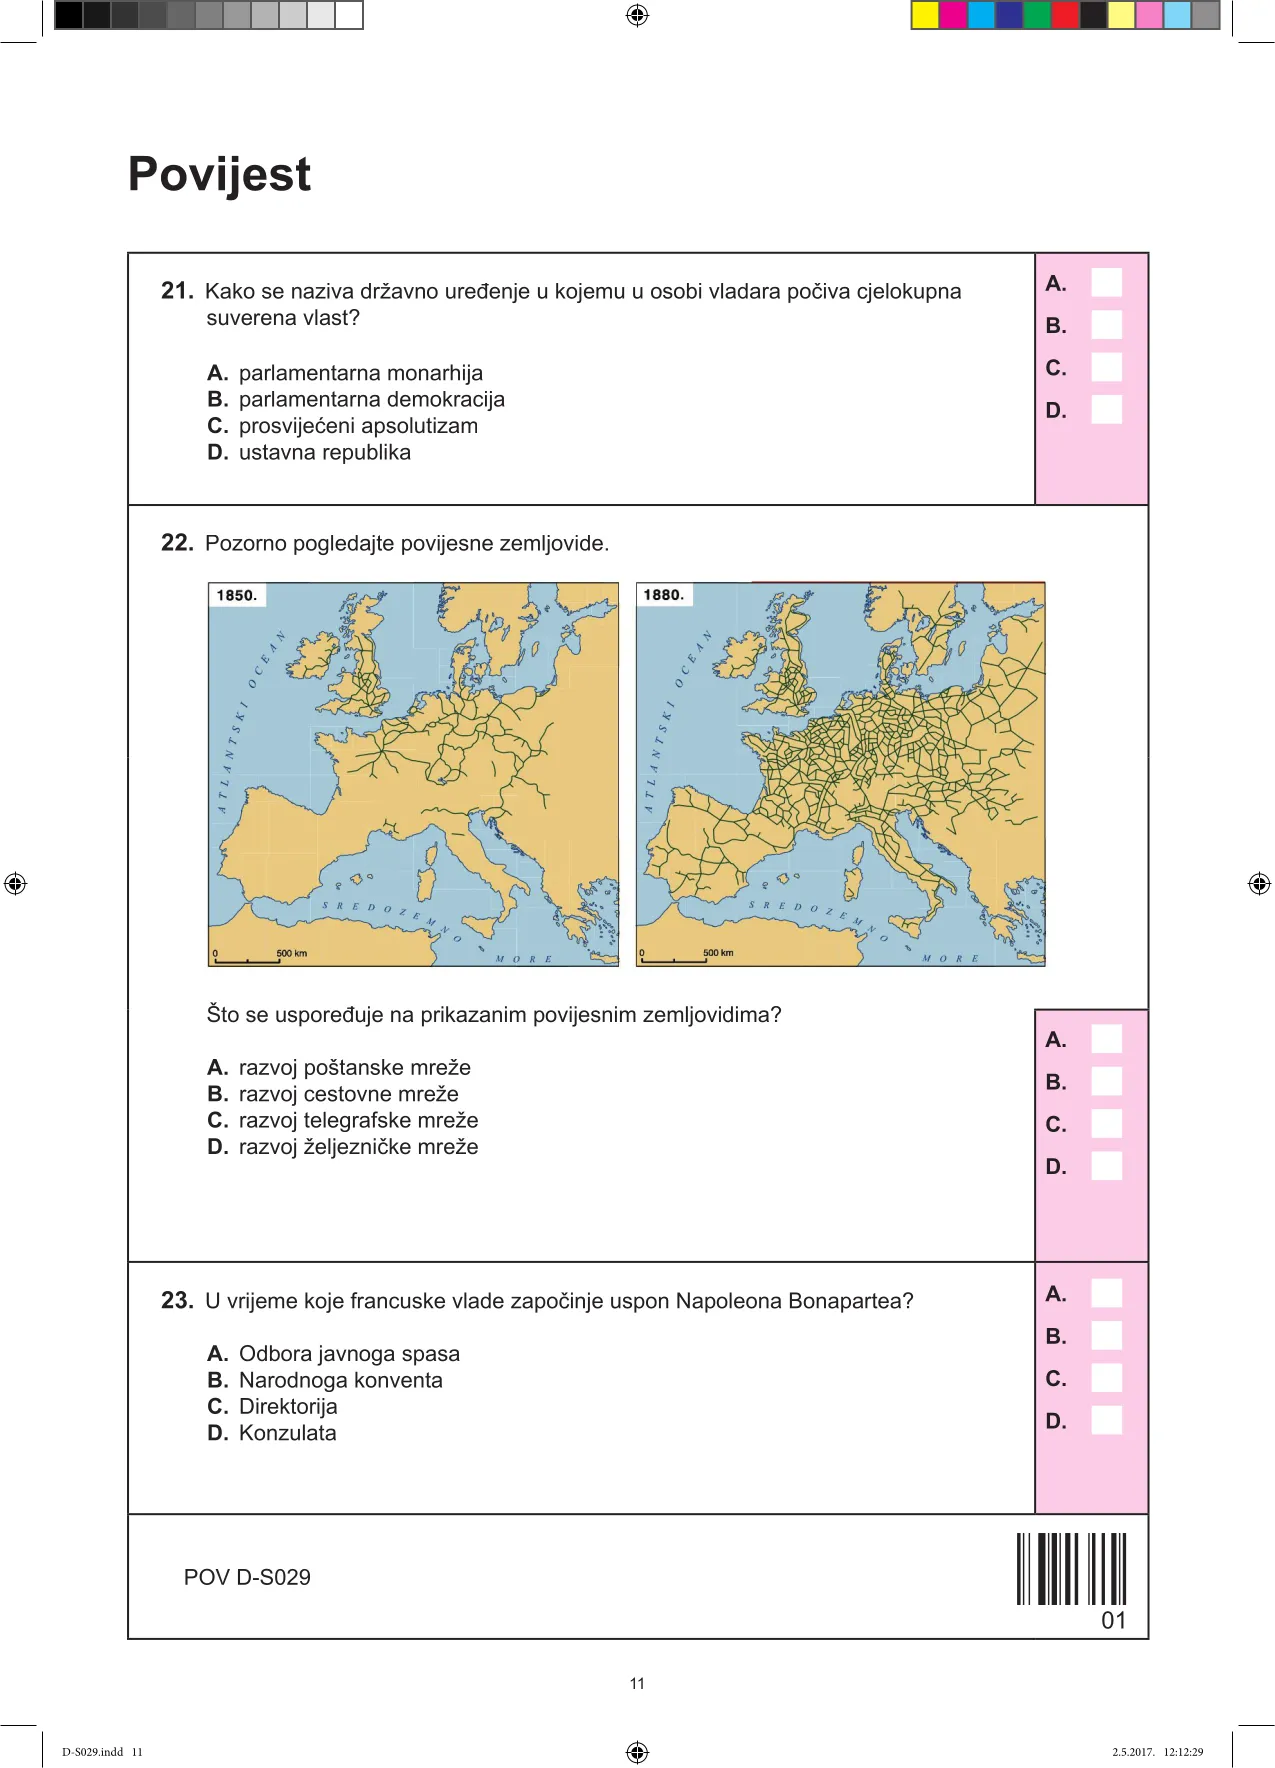 Povijest
21. Kako se naziva državno uređenje u kojemu u osobi vladara počiva cjelokupna
suverena vlast?
A. parlamentarna monarhija
B. parlamentarna demokracija
C. prosvijećeni apsolutizam
D. ustavna republika
A.
B.
C.
D.
22. Pozorno pogledajte povijesne zemljovide.
1850.
ATLANTSKI OCEAN
SREDOZEMNO MORE
0 500 km
1880.
ATLANTSKI OCEAN
SREDOZEMNO MORE
0 500 km
Što se uspoređuje na prikazanim povijesnim zemljovidima?
A. razvoj poštanske mreže
B. razvoj cestovne mreže
C. razvoj telegrafske mreže
D. razvoj željezničke mreže
A.
B.
C.
D.
23. U vrijeme koje francuske vlade započinje uspon Napoleona Bonapartea?
A. Odbora javnoga spasa
B. Narodnoga konventa
C. Direktorija
D. Konzulata
A.
B.
C.
D.
POV D-S029
01
11
D-S029.indd 11
2.5.2017. 12:12:29